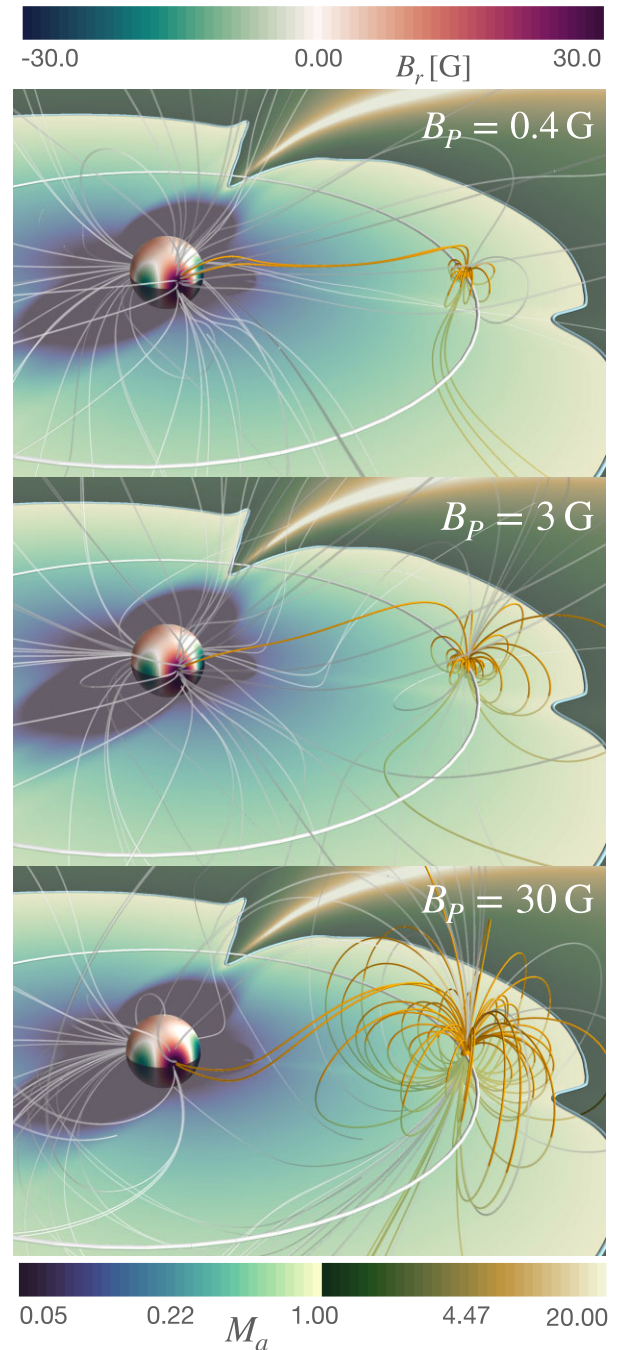 -30.0 0.00 30.0
B_r [G]
B_P = 0.4 G
B_P = 3 G
B_P = 30 G
0.05 0.22 1.00 4.47 20.00
M_a